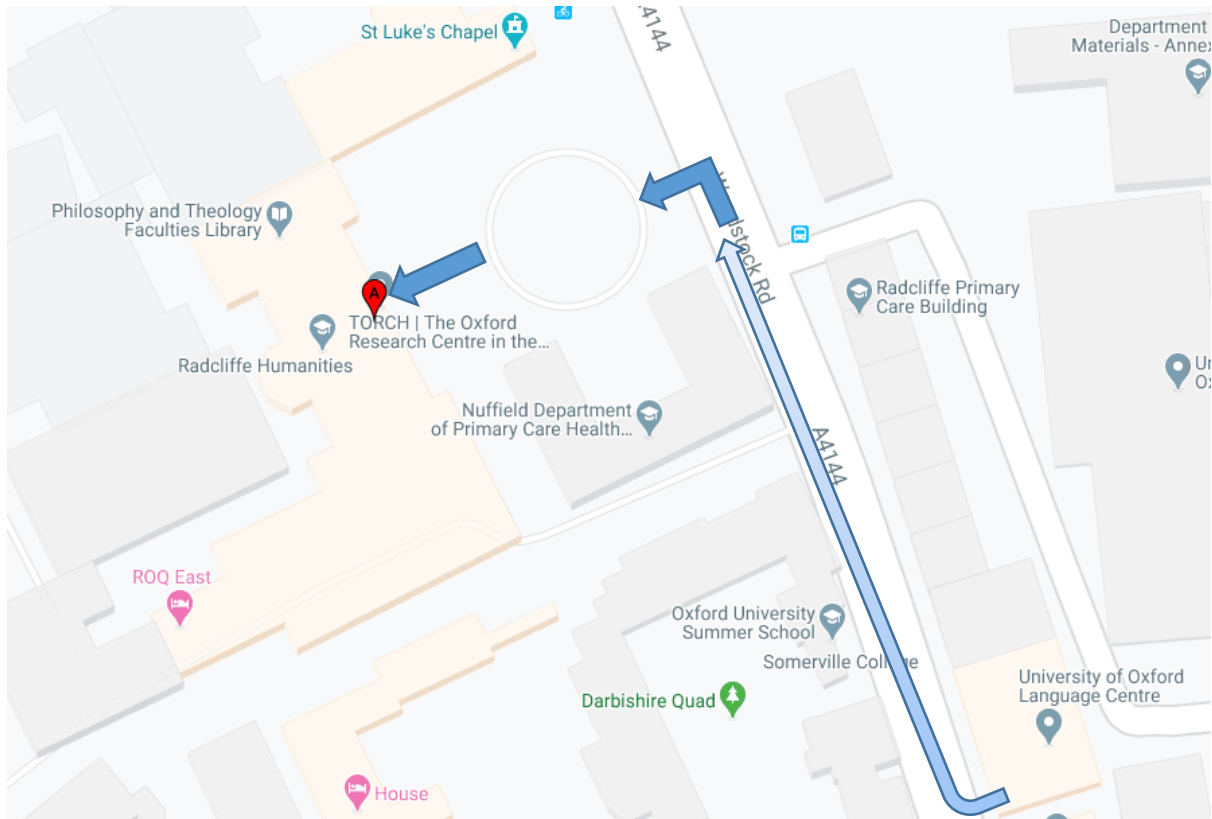 St Luke's Chapel
A4144
Department
Materials - Annex
Philosophy and Theology
Faculties Library
A
TORCH | The Oxford
Research Centre in the...
Radcliffe Humanities
Radcliffe Primary
Care Building
Nuffield Department
of Primary Care Health...
A4144
ROQ East
Oxford University
Summer School
Somerville
University of Oxford
Language Centre
Darbishire Quad
House